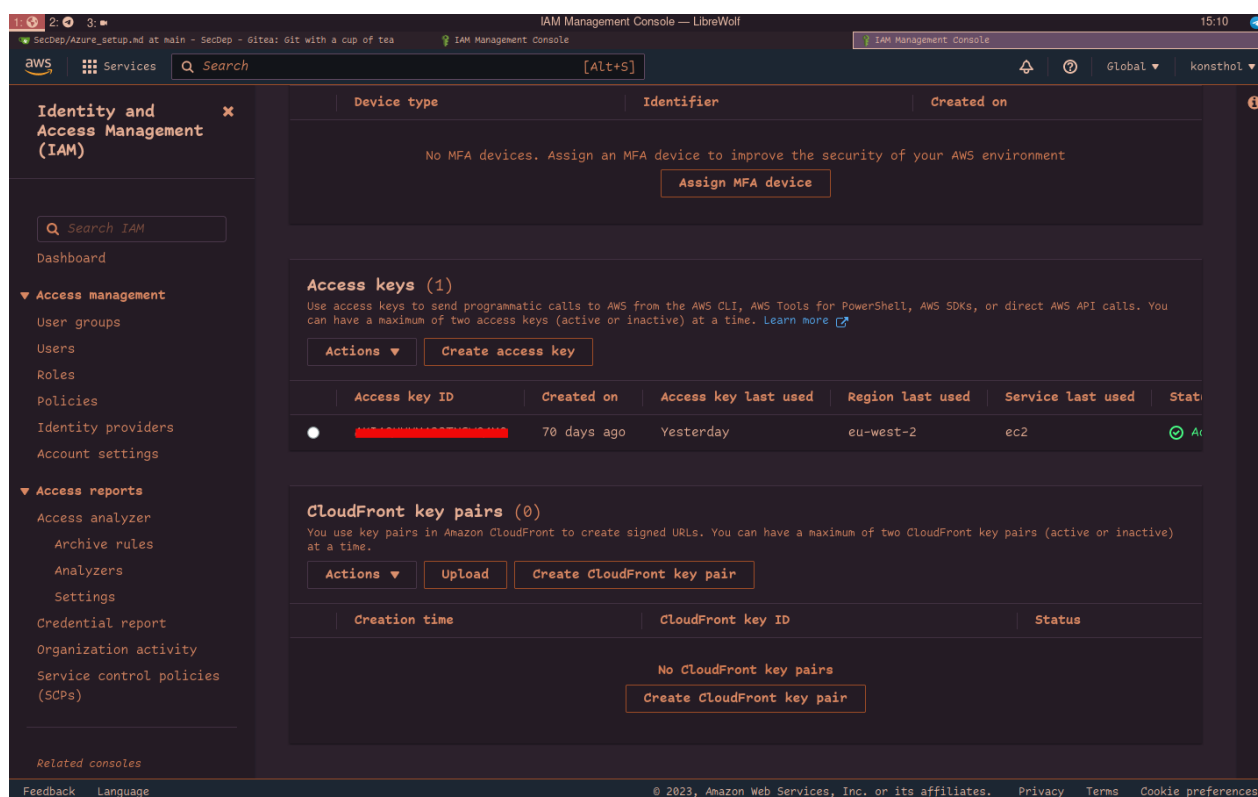 1: 2: 3: IAM Management Console — LibreWolf 15:10
SecDep/Azure_setup.md at main - SecDep - Gitea: Git with a cup of tea IAM Management Console IAM Management Console
aws Services Search [Alt+S] Global ▼ konsthol ▼
Identity and
Access Management
(IAM)
Search IAM
Dashboard
▼ Access management
User groups
Users
Roles
Policies
Identity providers
Account settings
▼ Access reports
Access analyzer
Archive rules
Analyzers
Settings
Credential report
Organization activity
Service control policies
(SCPs)
Related consoles
Device type Identifier Created on
No MFA devices. Assign an MFA device to improve the security of your AWS environment
Assign MFA device
Access keys (1)
Use access keys to send programmatic calls to AWS from the AWS CLI, AWS Tools for PowerShell, AWS SDKs, or direct AWS API calls. You
can have a maximum of two access keys (active or inactive) at a time. Learn more
Actions ▼ Create access key
Access key ID Created on Access key last used Region last used Service last used Stat
70 days ago Yesterday eu-west-2 ec2 Ac
CloudFront key pairs (0)
You use key pairs in Amazon CloudFront to create signed URLs. You can have a maximum of two CloudFront key pairs (active or inactive)
at a time.
Actions ▼ Upload Create CloudFront key pair
Creation time CloudFront key ID Status
No CloudFront key pairs
Create CloudFront key pair
Feedback Language © 2023, Amazon Web Services, Inc. or its affiliates. Privacy Terms Cookie preferences